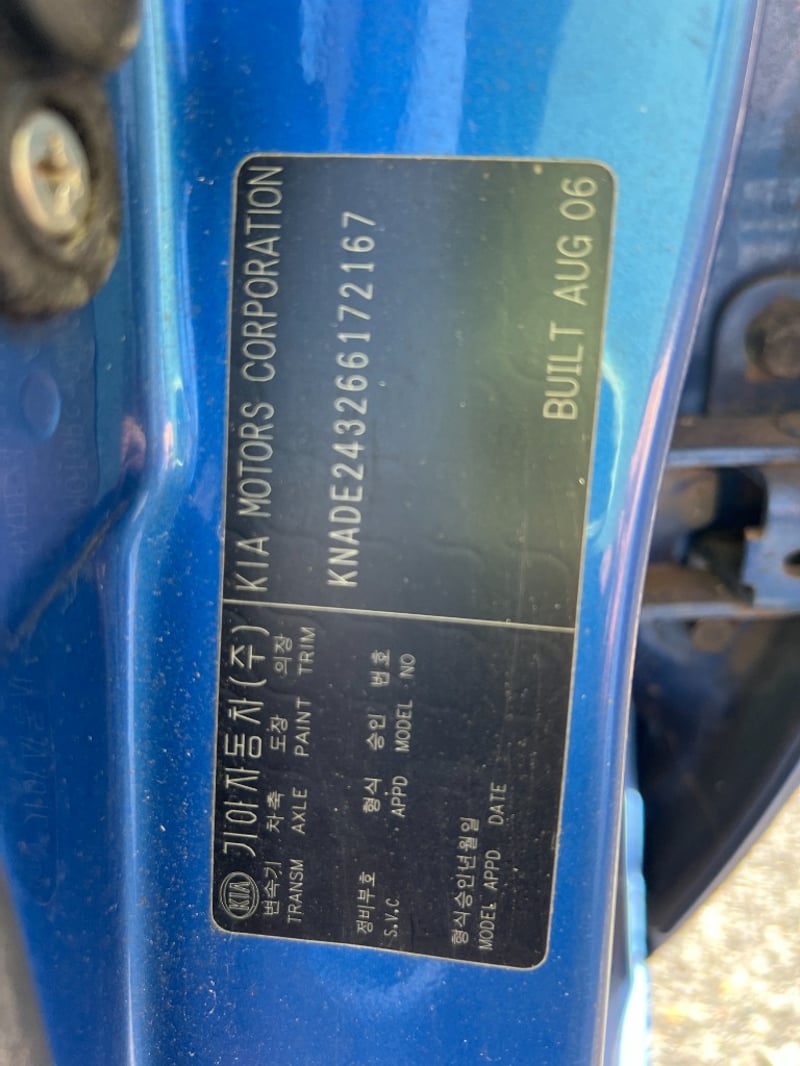 KIA 기아자동차(주) KIA MOTORS CORPORATION
변속기 차축 도장 의장
TRANSM AXLE PAINT TRIM
KNADE243266172167
정비부호 형식 승인 번호
S.V.C APPD MODEL NO
형식승인년월일
MODEL APPD DATE
BUILT AUG 06